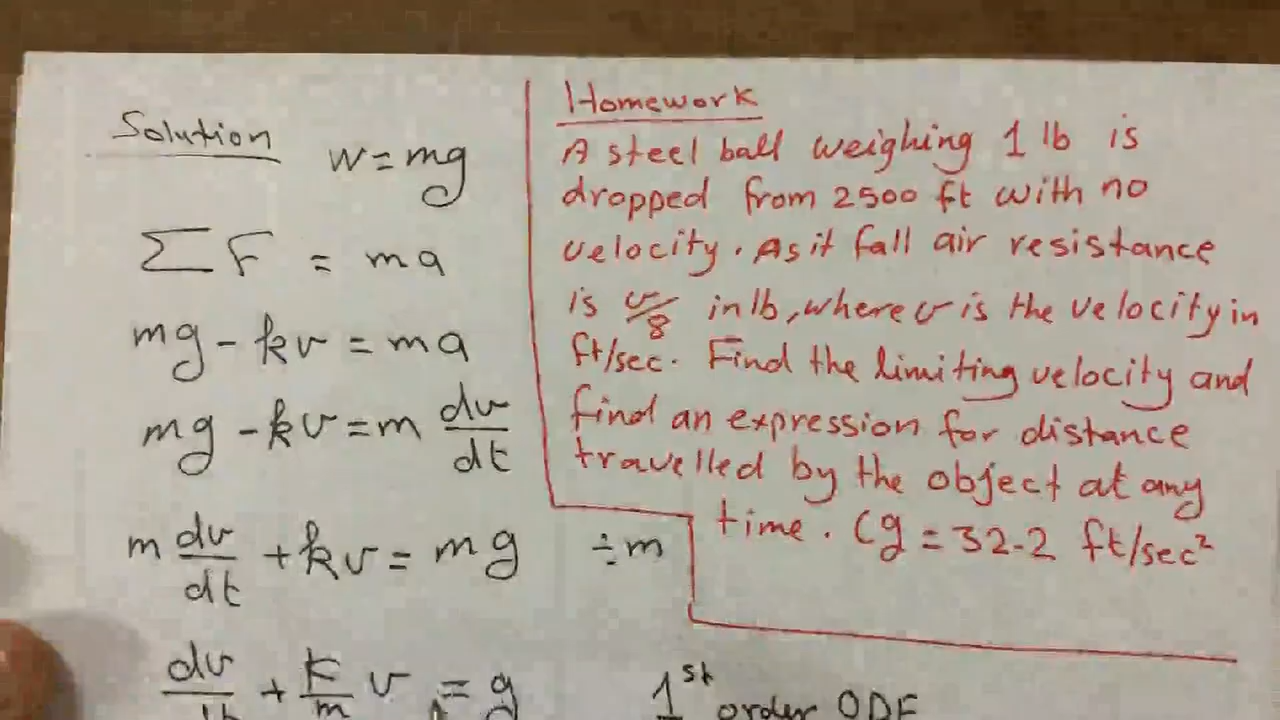 Solution
W=mg
ΣF = ma
mg - kv = ma
mg - kv = m dv/dt
m dv/dt + kv = mg ÷m
dv/ + k/m v = g
1st order ODE
Homework
A steel ball weighing 1 lb is
dropped from 2500 ft with no
velocity. As it fall air resistance
is v/8 in lb, where v is the velocity in
ft/sec. Find the limiting velocity and
find an expression for distance
travelled by the object at any
time. (g = 32.2 ft/sec²